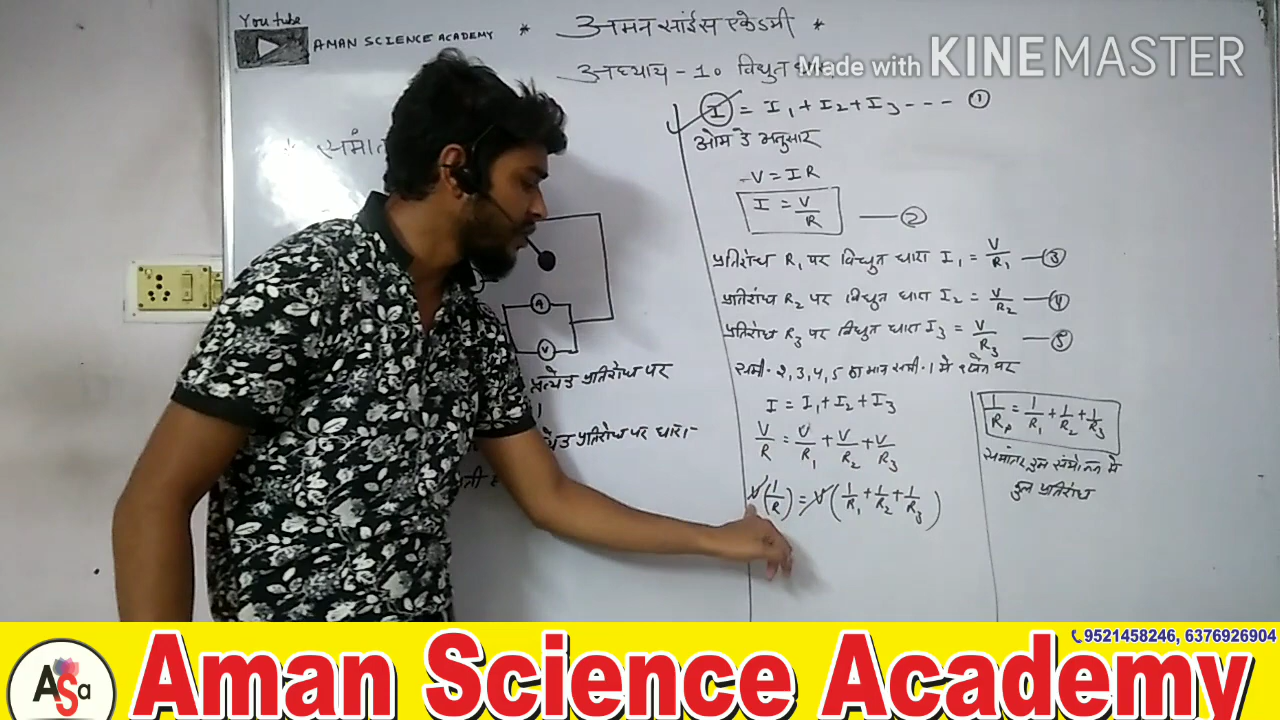 You tube
AMAN SCIENCE ACADEMY
* अमन साईंस एकेडमी *
अध्याय - 10 विधुत धारा
Made with KINEMASTER
I = I₁ + I₂ + I₃ --- ①
ओम के अनुसार
V = IR
I = V/R — ②
प्रतिरोध R₁ पर विधुत धारा I₁ = V/R₁ — ③
प्रतिरोध R₂ पर विधुत धारा I₂ = V/R₂ — ④
प्रतिरोध R₃ पर विधुत धारा I₃ = V/R₃ — ⑤
समी. 2, 3, 4, 5 का मान समी. 1 मे रखने पर
I = I₁ + I₂ + I₃
V/R = V/R₁ + V/R₂ + V/R₃
V(1/R) = V(1/R₁ + 1/R₂ + 1/R₃)
1/Rₚ = 1/R₁ + 1/R₂ + 1/R₃
समांतर क्रम संयोजन मे
कुल प्रतिरोध
A
V
प्रत्येक प्रतिरोध पर
प्रतिरोध पर धारा-
9521458246, 6376926904
ASa
Aman Science Academy